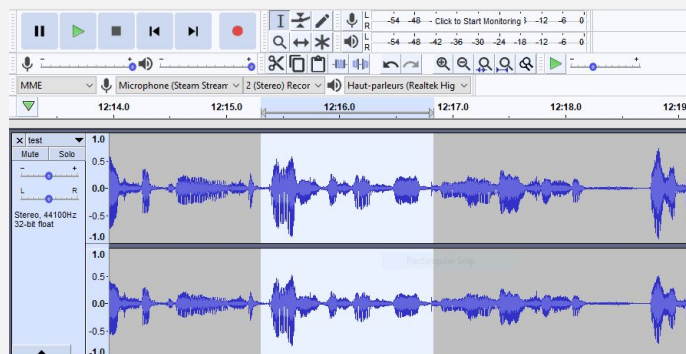 L R -54 -48 - Click to Start Monitoring -12 -6 0
L R -54 -48 -42 -36 -30 -24 -18 -12 -6 0
- + - + - +
MME Microphone (Steam Strean 2 (Stereo) Recor Haut-parleurs (Realtek Hig
12:14.0 12:15.0 12:16.0 12:17.0 12:18.0 12:19
× test 1.0
Mute Solo
- + 0.5
L R 0.0
Stereo, 44100Hz -0.5
32-bit float
-1.0
1.0
Rectangular Snip
0.5
0.0
-0.5
-1.0